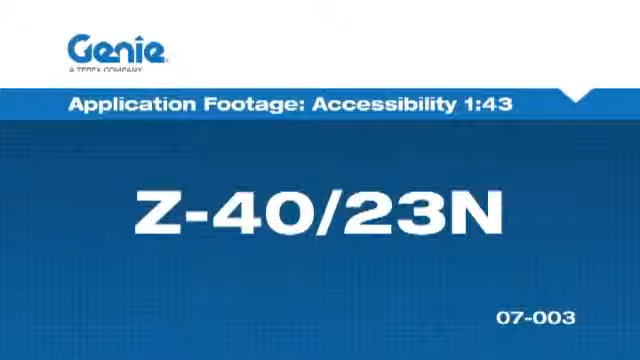 Genie
A TEREX COMPANY
Application Footage: Accessibility 1:43
Z-40/23N
07-003